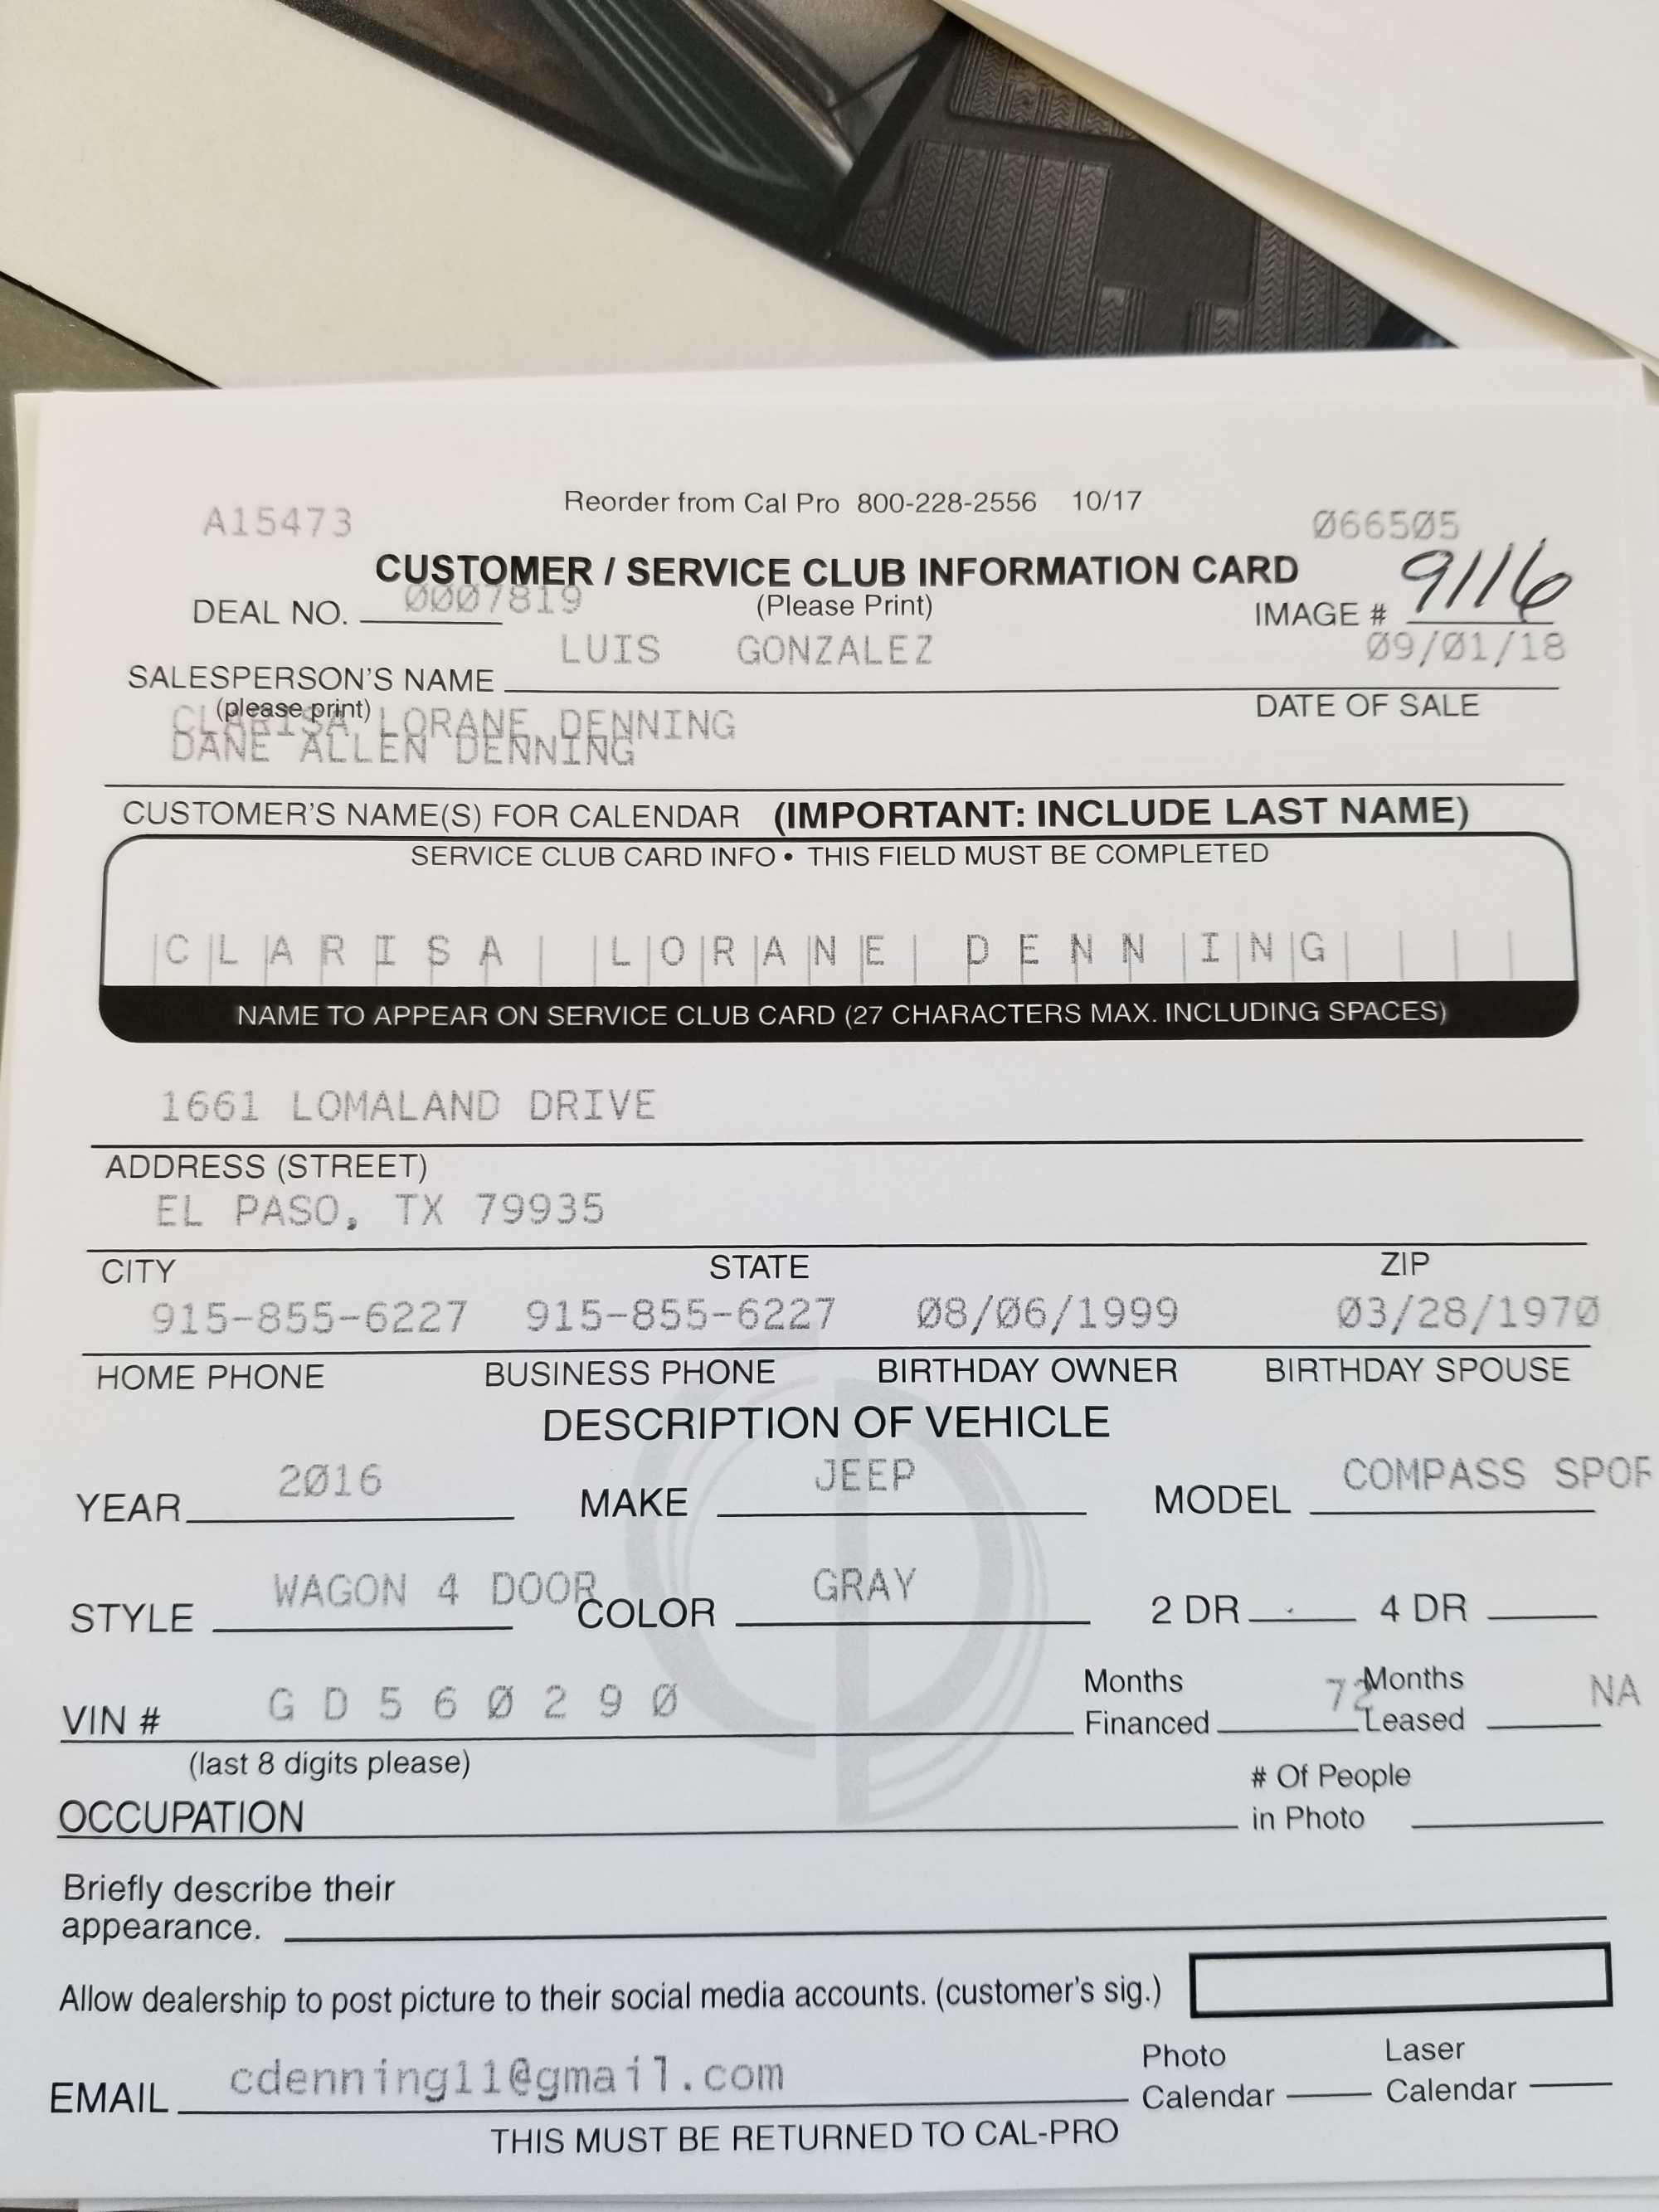 Reorder from Cal Pro 800-228-2556 10/17
A15473 Ø665Ø5
CUSTOMER / SERVICE CLUB INFORMATION CARD
DEAL NO. ØØØ7819 (Please Print) IMAGE # 9116
LUIS GONZALEZ Ø9/Ø1/18
SALESPERSON'S NAME
(please print) DATE OF SALE
CLARISA LORANE DENNING
DANE ALLEN DENNING
CUSTOMER'S NAME(S) FOR CALENDAR (IMPORTANT: INCLUDE LAST NAME)
SERVICE CLUB CARD INFO • THIS FIELD MUST BE COMPLETED
CLARISA LORANE DENNING
NAME TO APPEAR ON SERVICE CLUB CARD (27 CHARACTERS MAX. INCLUDING SPACES)
1661 LOMALAND DRIVE
ADDRESS (STREET)
EL PASO, TX 79935
CITY STATE ZIP
915-855-6227 915-855-6227 Ø8/Ø6/1999 Ø3/28/197Ø
HOME PHONE BUSINESS PHONE BIRTHDAY OWNER BIRTHDAY SPOUSE
DESCRIPTION OF VEHICLE
YEAR 2Ø16 MAKE JEEP MODEL COMPASS SPOR
STYLE WAGON 4 DOOR COLOR GRAY 2 DR 4 DR
VIN # G D 5 6 Ø 2 9 Ø Months Financed 72 Months Leased NA
(last 8 digits please)
OCCUPATION # Of People in Photo
Briefly describe their
appearance.
Allow dealership to post picture to their social media accounts. (customer's sig.)
EMAIL cdenning11@gmail.com Photo Calendar Laser Calendar
THIS MUST BE RETURNED TO CAL-PRO